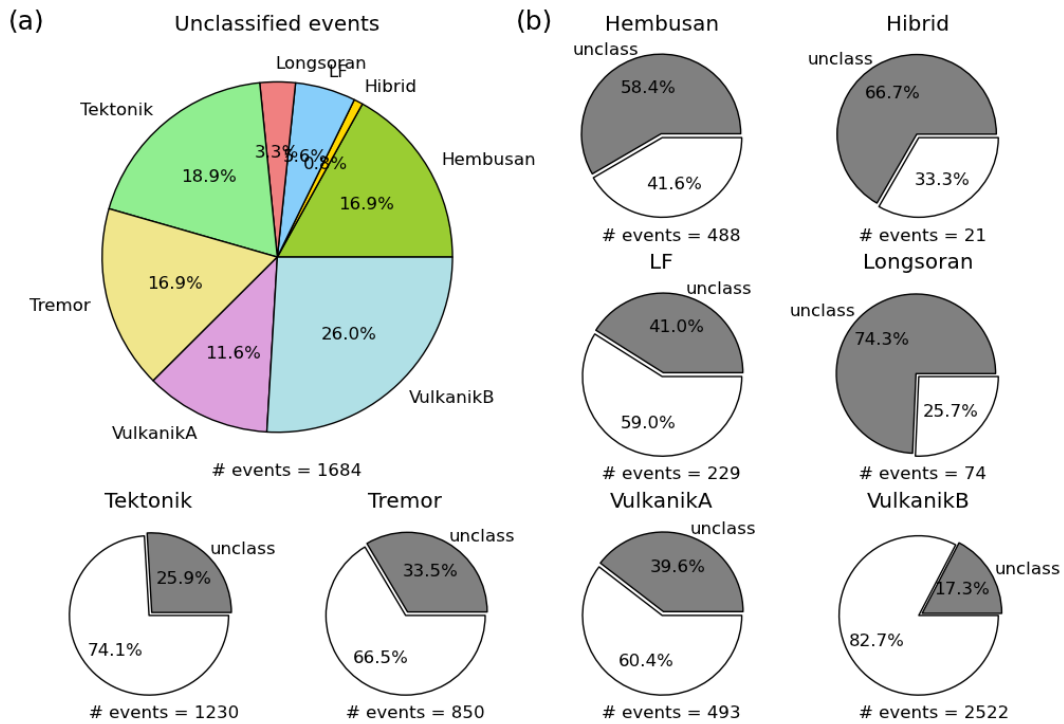 (a)
Unclassified events
Longsoran
LF
Hibrid
Tektonik
Hembusan
3.3%
5.6%
0.8%
18.9%
16.9%
16.9%
Tremor
26.0%
11.6%
VulkanikB
VulkanikA
# events = 1684
(b)
Hembusan
unclass
58.4%
41.6%
# events = 488
Hibrid
unclass
66.7%
33.3%
# events = 21
LF
unclass
41.0%
59.0%
# events = 229
Longsoran
unclass
74.3%
25.7%
# events = 74
Tektonik
unclass
25.9%
74.1%
# events = 1230
Tremor
unclass
33.5%
66.5%
# events = 850
VulkanikA
unclass
39.6%
60.4%
# events = 493
VulkanikB
unclass
17.3%
82.7%
# events = 2522